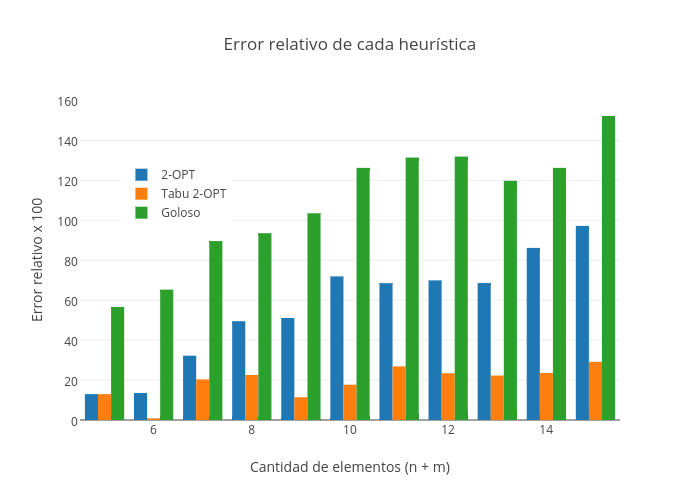 Error relativo de cada heurística
Error relativo x 100
160
140
120
100
80
60
40
20
0
2-OPT
Tabu 2-OPT
Goloso
6
8
10
12
14
Cantidad de elementos (n + m)